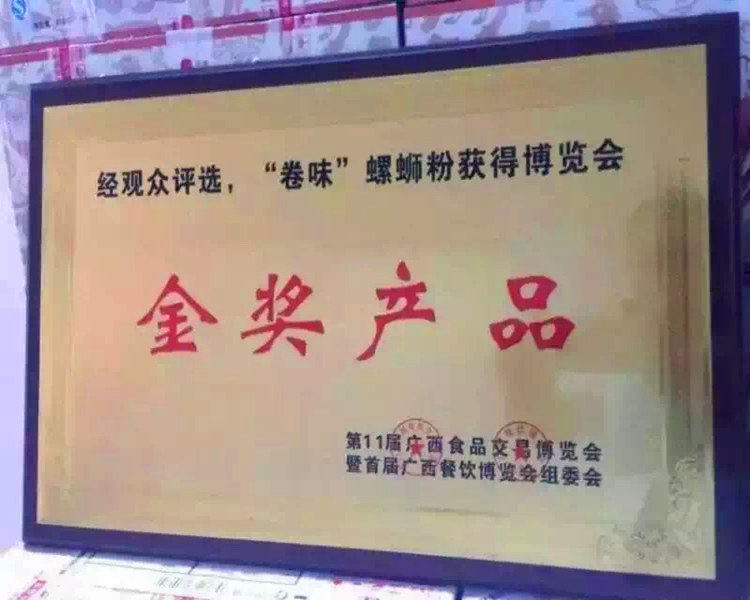 经观众评选，“卷味”螺蛳粉获得博览会
金奖产品
第11届广西食品交易博览会
暨首届广西餐饮博览会组委会